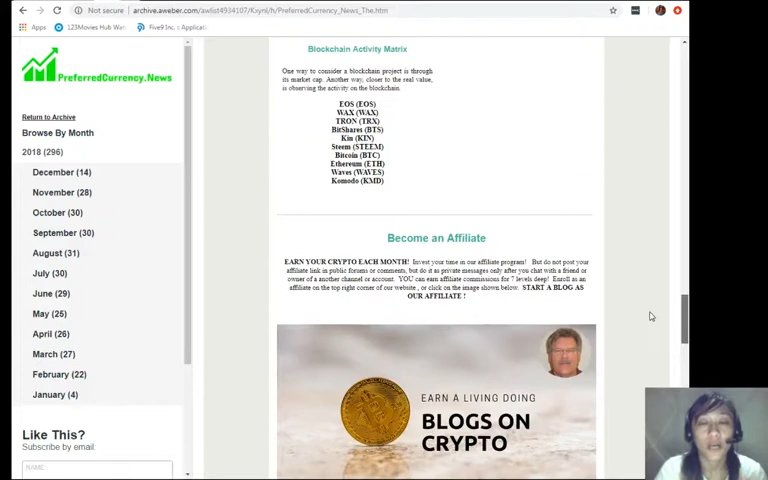 Not secure | archive.aweber.com/awlist4934107/KxynI/h/PreferredCurrency_News_The.htm
Apps 123Movies Hub Wat Five9 Inc. : Applicati
PreferredCurrency.News
Return to Archive
Browse By Month
2018 (296)
December (14)
November (28)
October (30)
September (30)
August (31)
July (30)
June (29)
May (25)
April (26)
March (27)
February (22)
January (4)
Like This?
Subscribe by email:
NAME
Blockchain Activity Matrix
One way to consider a blockchain project is through
its market cap. Another way, closer to the real value,
is observing the activity on the blockchain.
EOS (EOS)
WAX (WAX)
TRON (TRX)
BitShares (BTS)
Kin (KIN)
Steem (STEEM)
Bitcoin (BTC)
Ethereum (ETH)
Waves (WAVES)
Komodo (KMD)
Become an Affiliate
EARN YOUR CRYPTO EACH MONTH! Invest your time in our affiliate program! But do not post your
affiliate link in public forums or comments, but do it as private messages only after you chat with a friend or
owner of a another channel or account. YOU can earn affiliate commissions for 7 levels deep! Enroll as an
affiliate on the top right corner of our website , or click on the image shown below. START A BLOG AS
OUR AFFILIATE !
EARN A LIVING DOING
BLOGS ON
CRYPTO